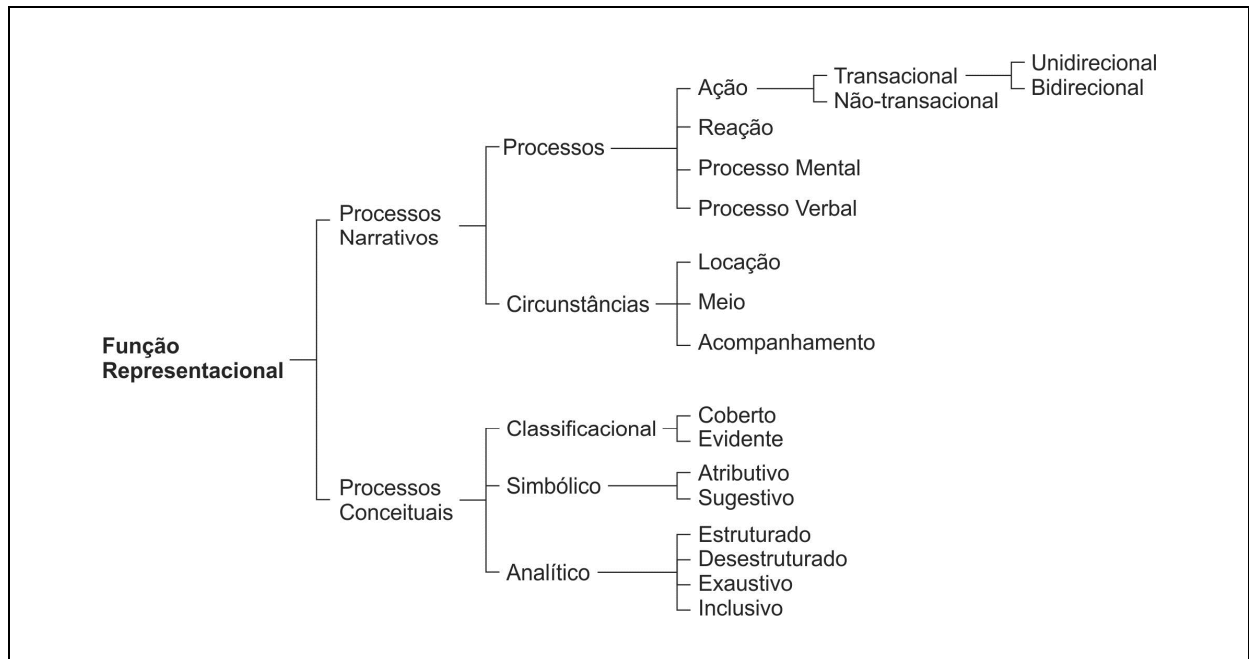 Função
Representacional
Processos
Narrativos
Processos
Ação
Transacional
Não-transacional
Unidirecional
Bidirecional
Reação
Processo Mental
Processo Verbal
Circunstâncias
Locação
Meio
Acompanhamento
Processos
Conceituais
Classificacional
Coberto
Evidente
Simbólico
Atributivo
Sugestivo
Analítico
Estruturado
Desestruturado
Exaustivo
Inclusivo